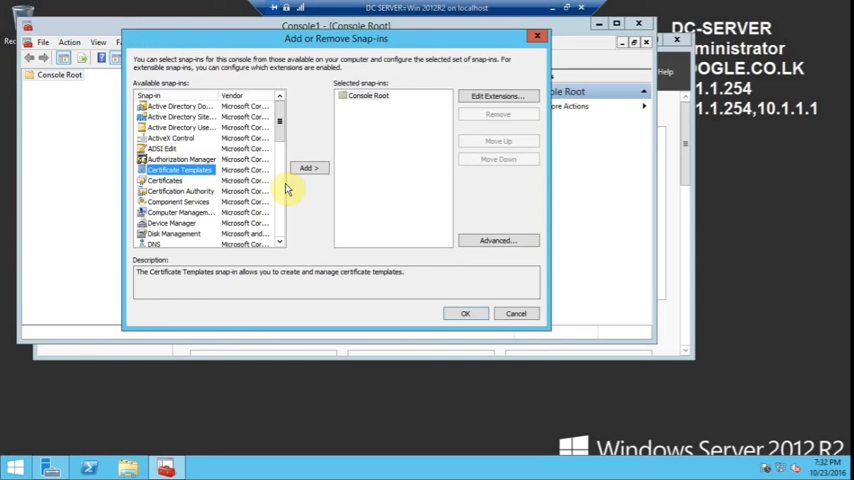 DC SERVER=Win 2012R2 on localhost
Console1 - [Console Root]
DC-SERVER
Add or Remove Snap-ins
File Action View
ministrator
OOGLE.CO.LK
1.1.254
1.1.254,10.1.1.1
Help
You can select snap-ins for this console from those available on your computer and configure the selected set of snap-ins. For
extensible snap-ins, you can configure which extensions are enabled.
Console Root
Available snap-ins:
Selected snap-ins:
Snap-in Vendor
Active Directory Do... Microsoft Cor...
Active Directory Site... Microsoft Cor...
Active Directory Use... Microsoft Cor...
ActiveX Control Microsoft Cor...
ADSI Edit Microsoft Cor...
Authorization Manager Microsoft Cor...
Certificate Templates Microsoft Cor...
Certificates Microsoft Cor...
Certification Authority Microsoft Cor...
Component Services Microsoft Cor...
Computer Managem... Microsoft Cor...
Device Manager Microsoft Cor...
Disk Management Microsoft and...
DNS Microsoft Cor...
Add >
Console Root
Edit Extensions...
Remove
Move Up
Move Down
Advanced...
ole Root
ore Actions
Description:
The Certificate Templates snap-in allows you to create and manage certificate templates.
OK
Cancel
Windows Server 2012 R2
7:32 PM
10/23/2016